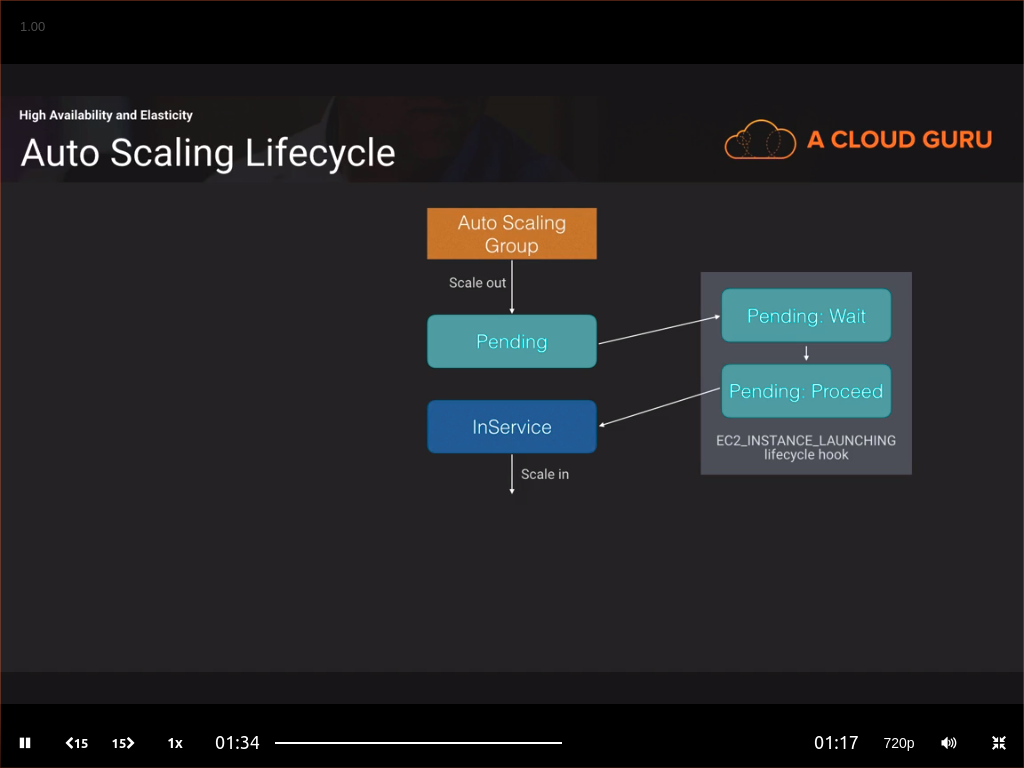 1.00
High Availability and Elasticity
Auto Scaling Lifecycle
A CLOUD GURU
Auto Scaling
Group
Scale out
Pending
Pending: Wait
Pending: Proceed
InService
EC2_INSTANCE_LAUNCHING
lifecycle hook
Scale in
15
15
1x
01:34
01:17
720p